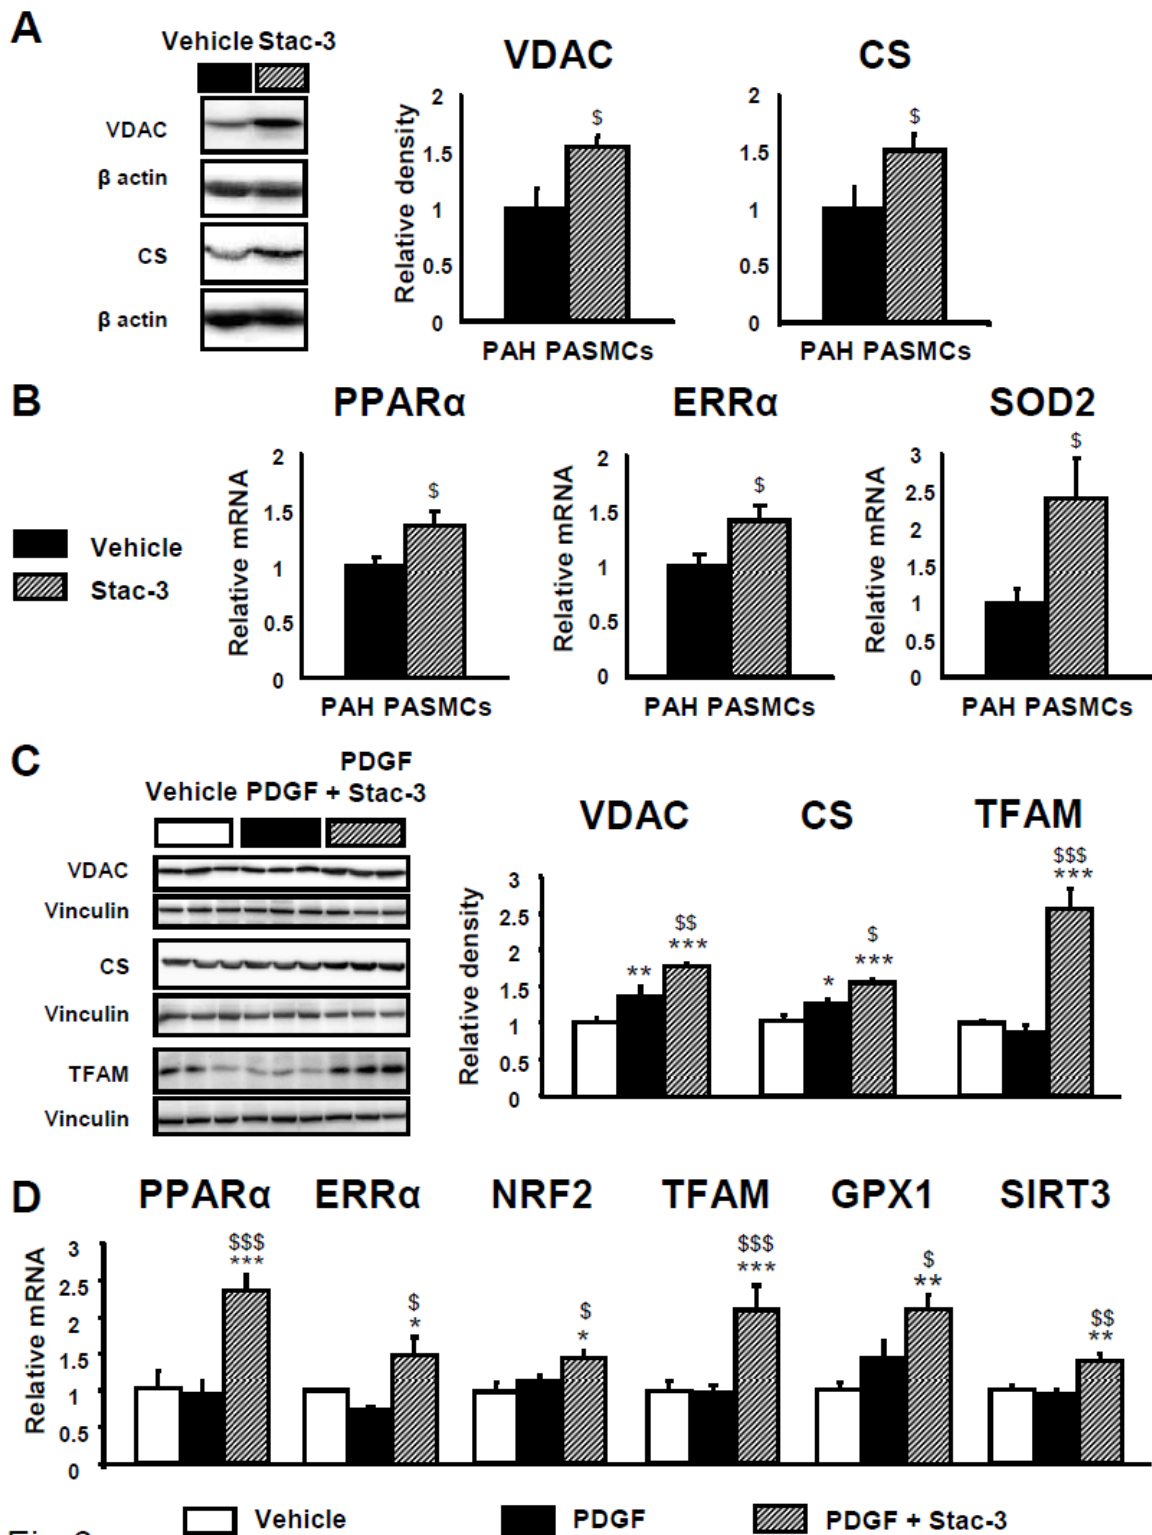 A
Vehicle Stac-3
VDAC
β actin
CS
β actin
VDAC
Relative density
2
1.5
1
0.5
0
$
PAH PASMCs
CS
2
1.5
1
0.5
0
$
PAH PASMCs
B
Vehicle
Stac-3
PPARα
Relative mRNA
2
1.5
1
0.5
0
$
PAH PASMCs
ERRα
Relative mRNA
2
1.5
1
0.5
0
$
PAH PASMCs
SOD2
Relative mRNA
3
2.5
2
1.5
1
0.5
0
$
PAH PASMCs
C
PDGF
Vehicle PDGF + Stac-3
VDAC
Vinculin
CS
Vinculin
TFAM
Vinculin
VDAC CS TFAM
Relative density
3
2.5
2
1.5
1
0.5
0
**
$$
***
*
$
***
$$$
***
D
PPARα ERRα NRF2 TFAM GPX1 SIRT3
Relative mRNA
3
2.5
2
1.5
1
0.5
0
$$$
***
$
*
$
*
$$$
***
$
**
$$
**
Vehicle PDGF PDGF + Stac-3